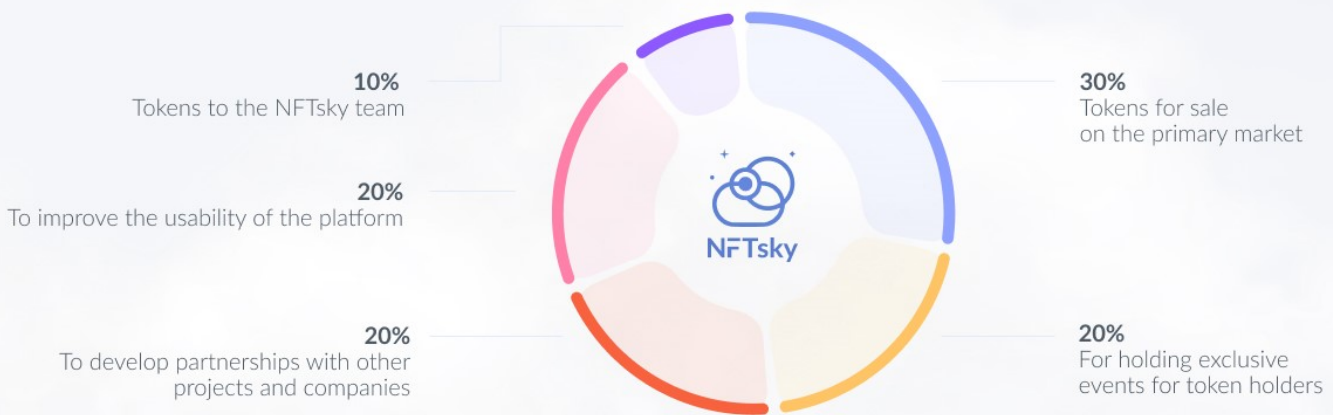 10%
Tokens to the NFTsky team
20%
To improve the usability of the platform
20%
To develop partnerships with other
projects and companies
NFTsky
30%
Tokens for sale
on the primary market
20%
For holding exclusive
events for token holders